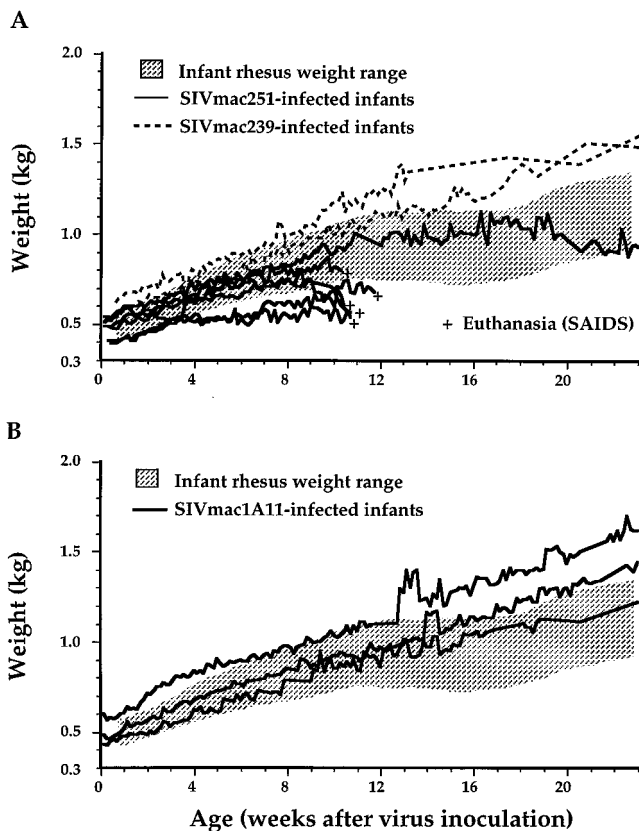 A
2.0
Infant rhesus weight range
SIVmac251-infected infants
SIVmac239-infected infants
1.5
Weight (kg)
1.0
0.5
+ Euthanasia (SAIDS)
0.3
0 4 8 12 16 20
B
2.0
Infant rhesus weight range
SIVmac1A11-infected infants
1.5
Weight (kg)
1.0
0.5
0.3
0 4 8 12 16 20
Age (weeks after virus inoculation)